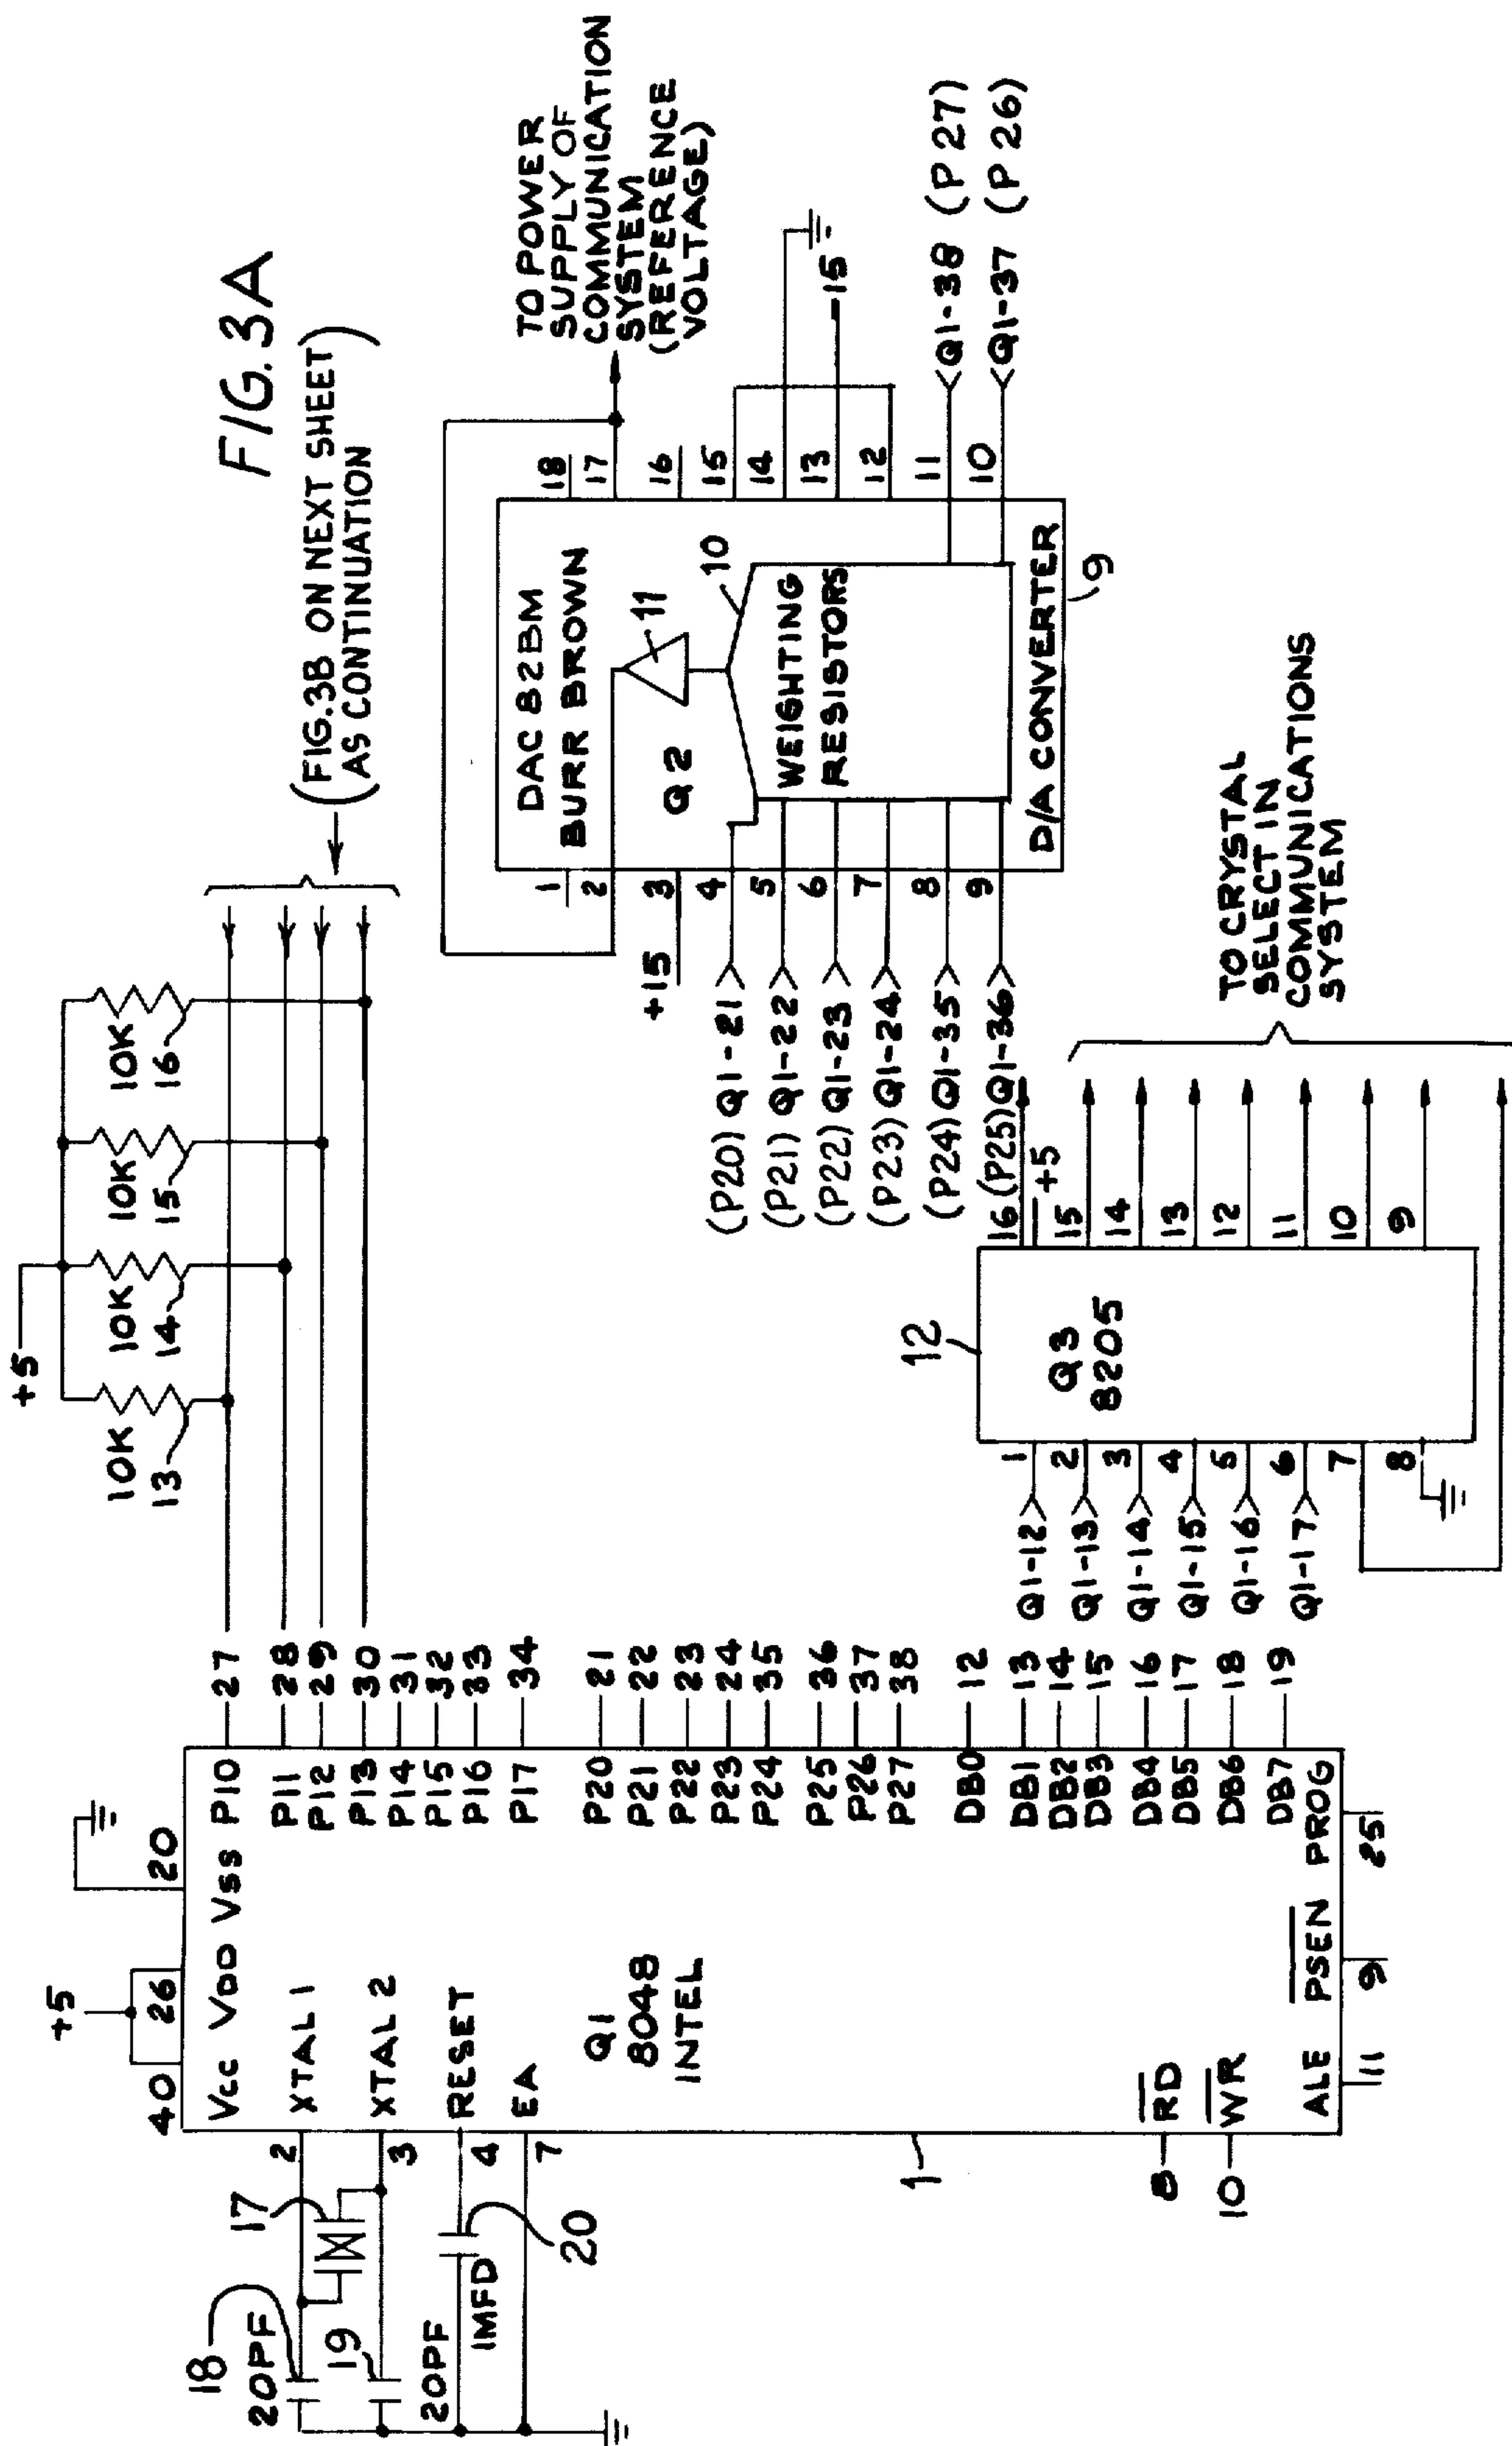 FIG. 3A
(FIG.3B ON NEXT SHEET
AS CONTINUATION)
+5
40 26 20
Vcc VDD VSS
2 XTAL 1
3 XTAL 2
4 RESET
7 EA
Q1
8048
INTEL
1
8 RD
10 WR
ALE PSEN PROG
11 9 25
17
18
20PF
19
20PF
1MFD
20
P10 27
P11 28
P12 29
P13 30
P14 31
P15 32
P16 33
P17 34
P20 21
P21 22
P22 23
P23 24
P24 35
P25 36
P26 37
P27 38
DB0 12
DB1 13
DB2 14
DB3 15
DB4 16
DB5 17
DB6 18
DB7 19
+5
10K 10K 10K 10K
13 14 15 16
DAC 82BM
BURR BROWN
Q2
11
10
WEIGHTING
RESISTORS
D/A CONVERTER
9
1
2
+15 3
(P20) Q1-21 4
(P21) Q1-22 5
(P22) Q1-23 6
(P23) Q1-24 7
(P24) Q1-35 8
(P25) Q1-36 9
18
17
16
15
14
13 -15
12
11 Q1-38 (P27)
10 Q1-37 (P26)
TO POWER
SUPPLY OF
COMMUNICATION
SYSTEM
(REFERENCE
VOLTAGE)
12
Q3
8205
Q1-12 1
Q1-13 2
Q1-14 3
Q1-15 4
Q1-16 5
Q1-17 6
7
8
16 +5
15
14
13
12
11
10
9
TO CRYSTAL
SELECT IN
COMMUNICATIONS
SYSTEM